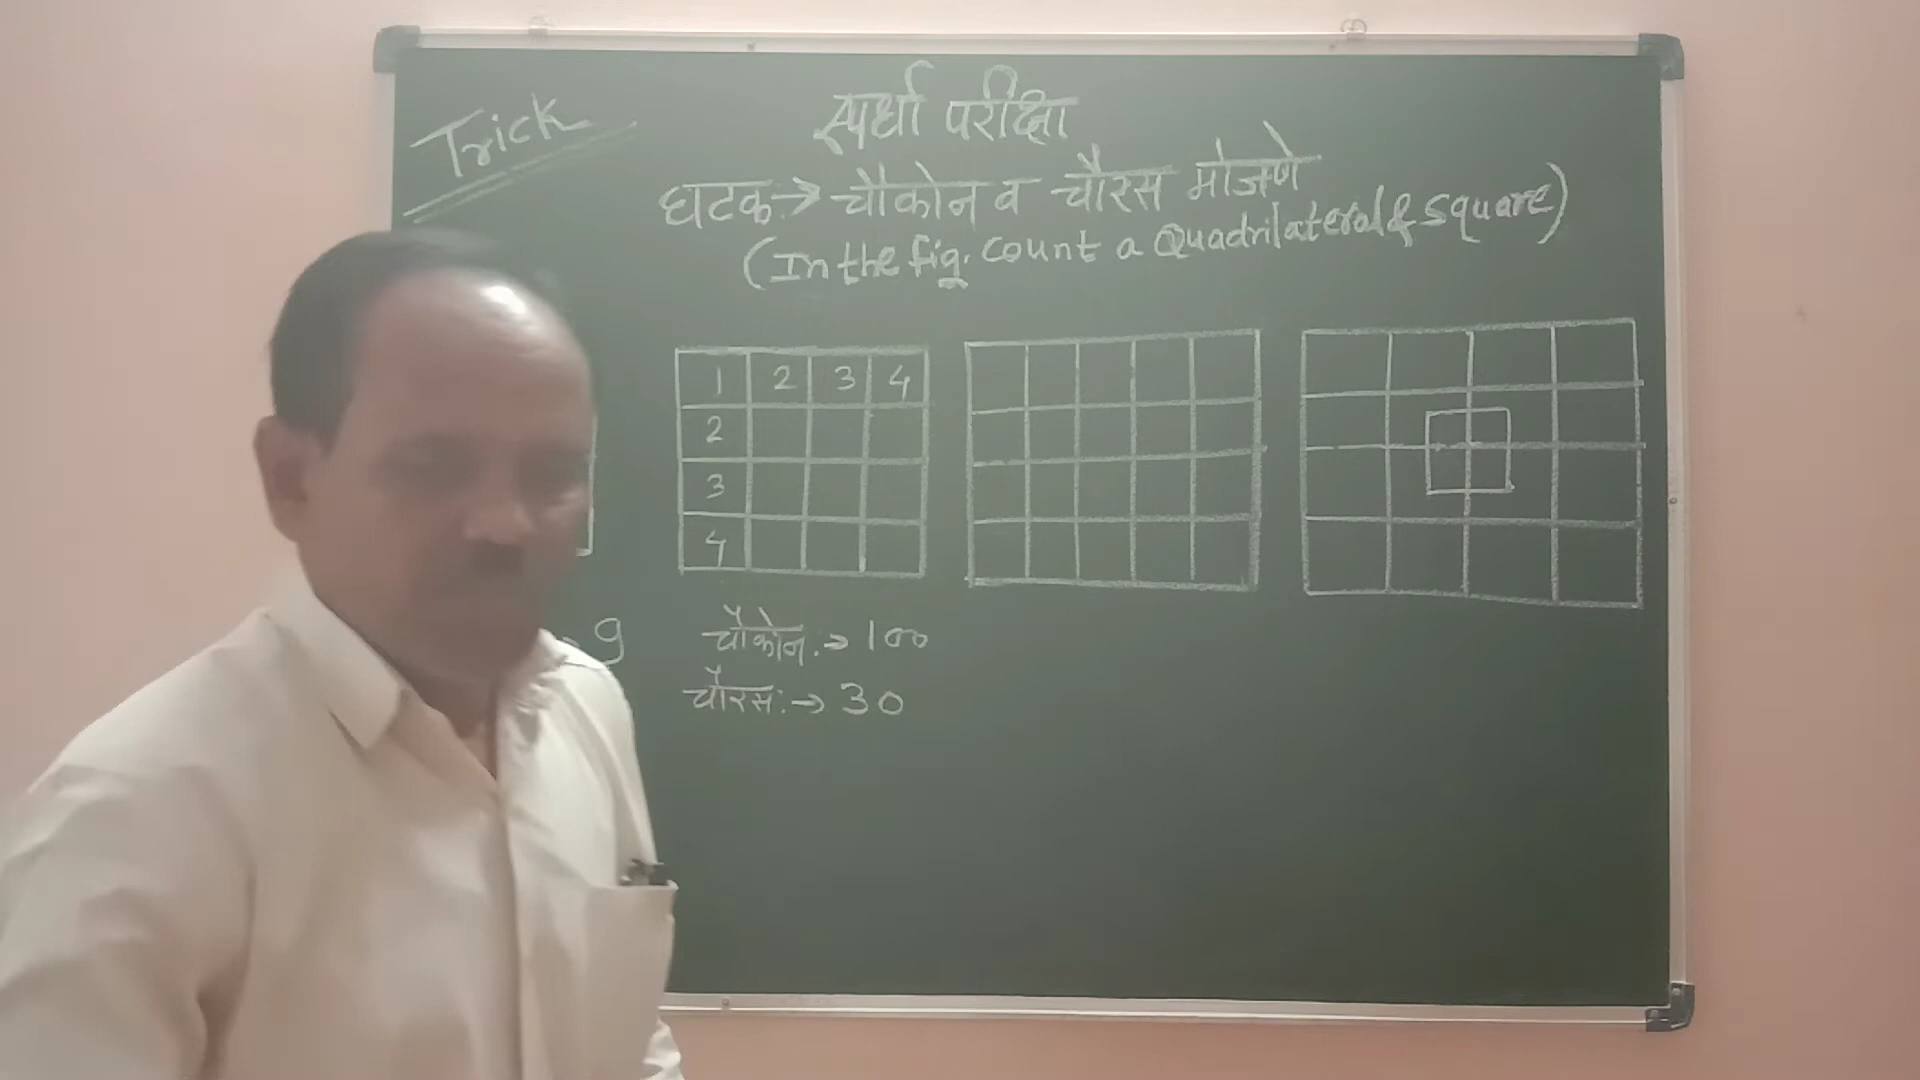 Trick
स्पर्धा परीक्षा
घटक:→ चौकोन व चौरस मोजणे
(In the fig. count a Quadrilateral & square)
1 2 3 4
2
3
4
9
चौकोन:→ 100
चौरस:→ 30